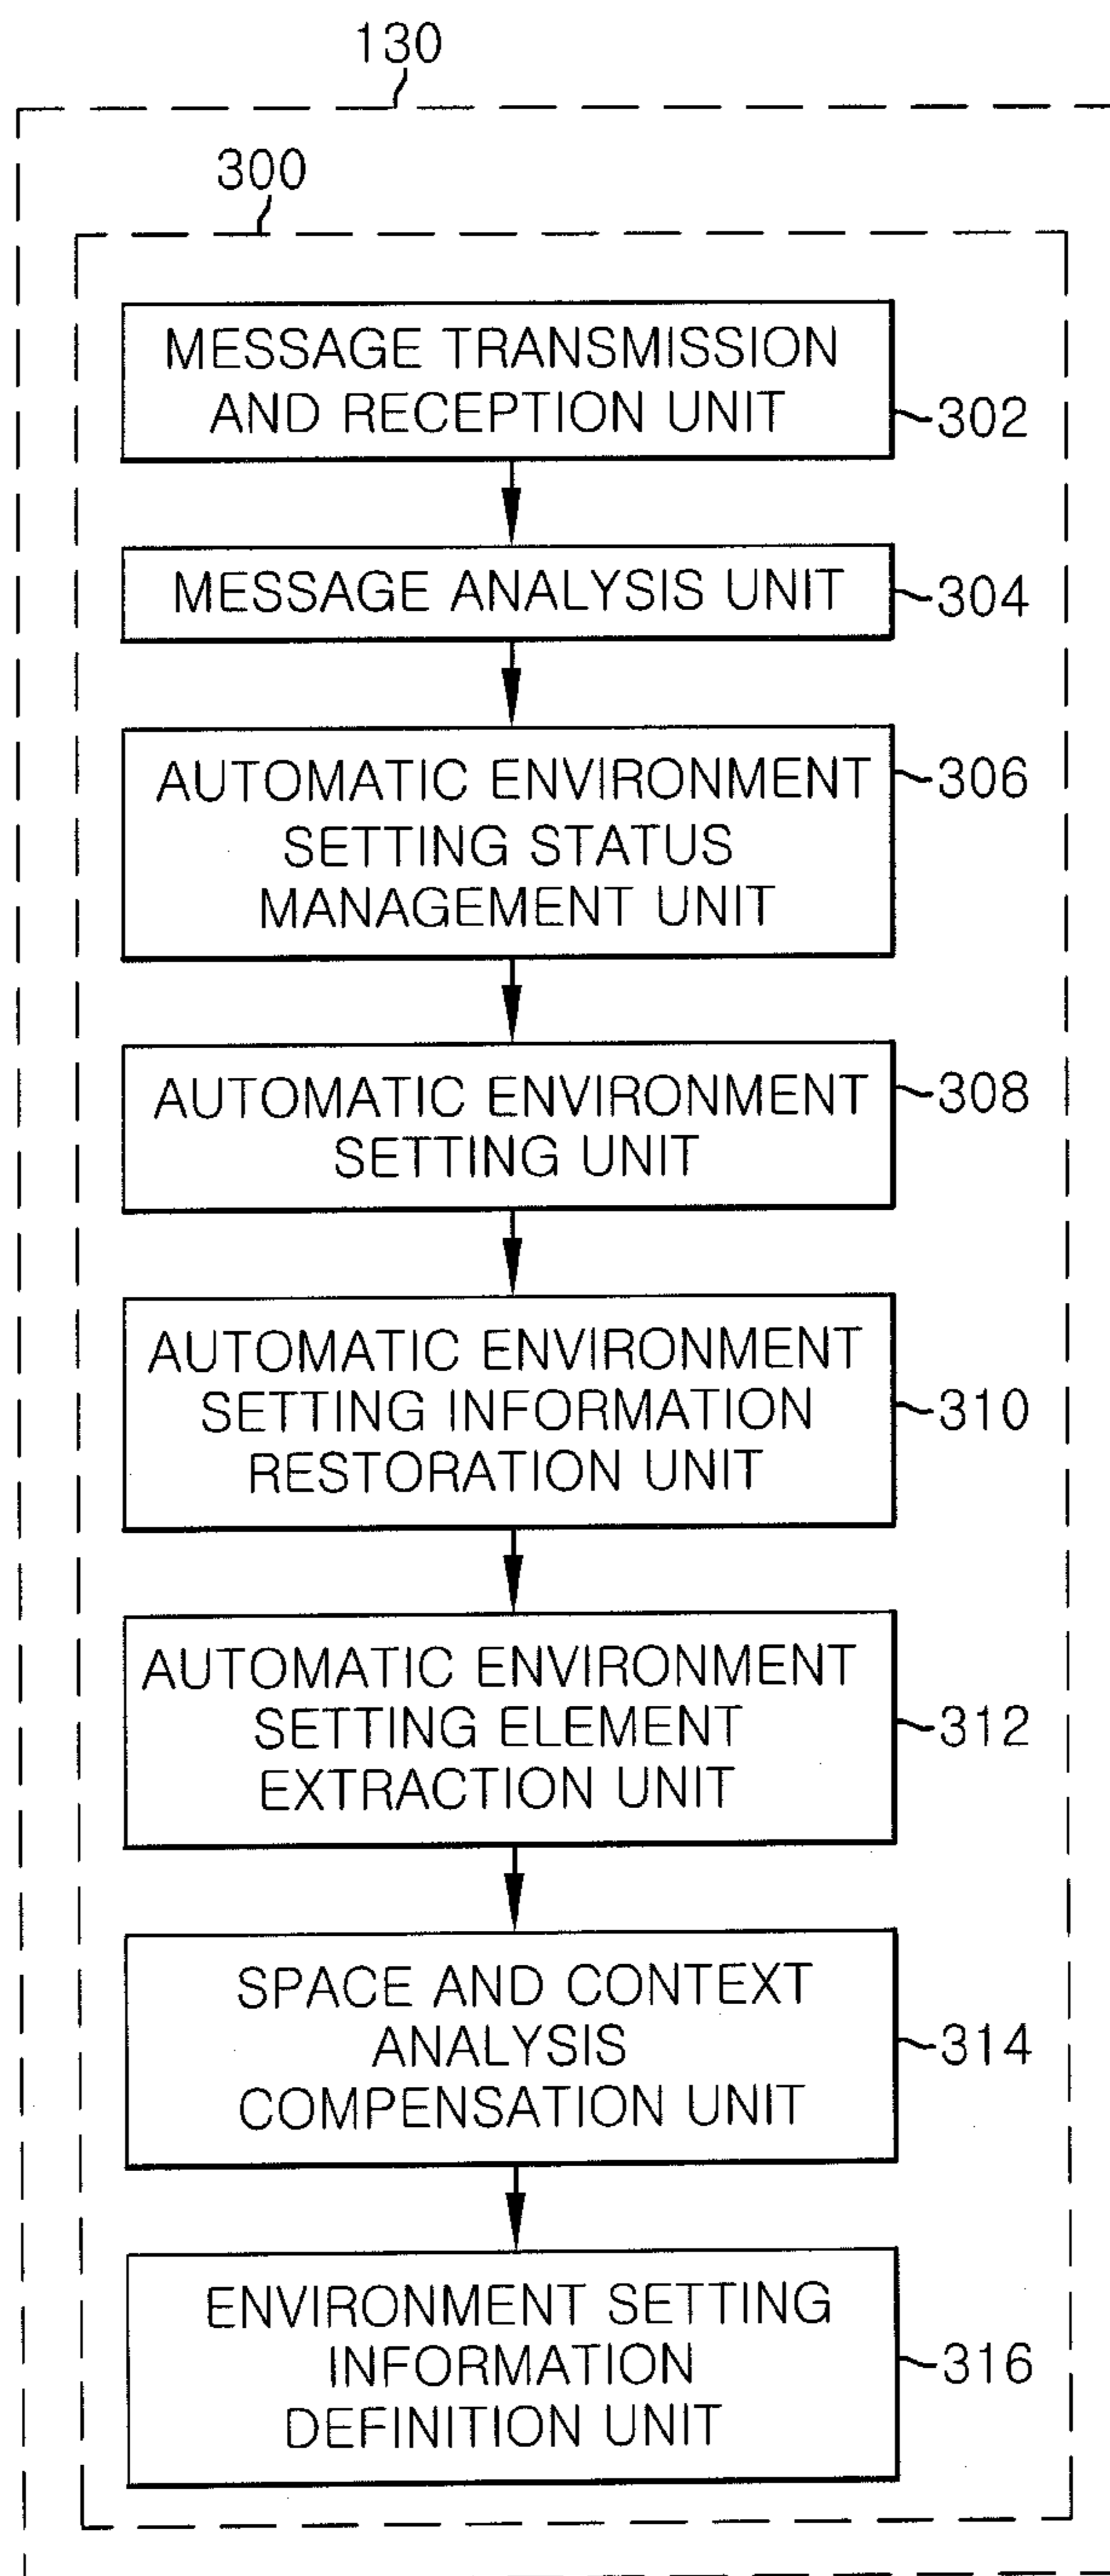 130
300
MESSAGE TRANSMISSION
AND RECEPTION UNIT
302
MESSAGE ANALYSIS UNIT
304
AUTOMATIC ENVIRONMENT
SETTING STATUS
MANAGEMENT UNIT
306
AUTOMATIC ENVIRONMENT
SETTING UNIT
308
AUTOMATIC ENVIRONMENT
SETTING INFORMATION
RESTORATION UNIT
310
AUTOMATIC ENVIRONMENT
SETTING ELEMENT
EXTRACTION UNIT
312
SPACE AND CONTEXT
ANALYSIS
COMPENSATION UNIT
314
ENVIRONMENT SETTING
INFORMATION
DEFINITION UNIT
316